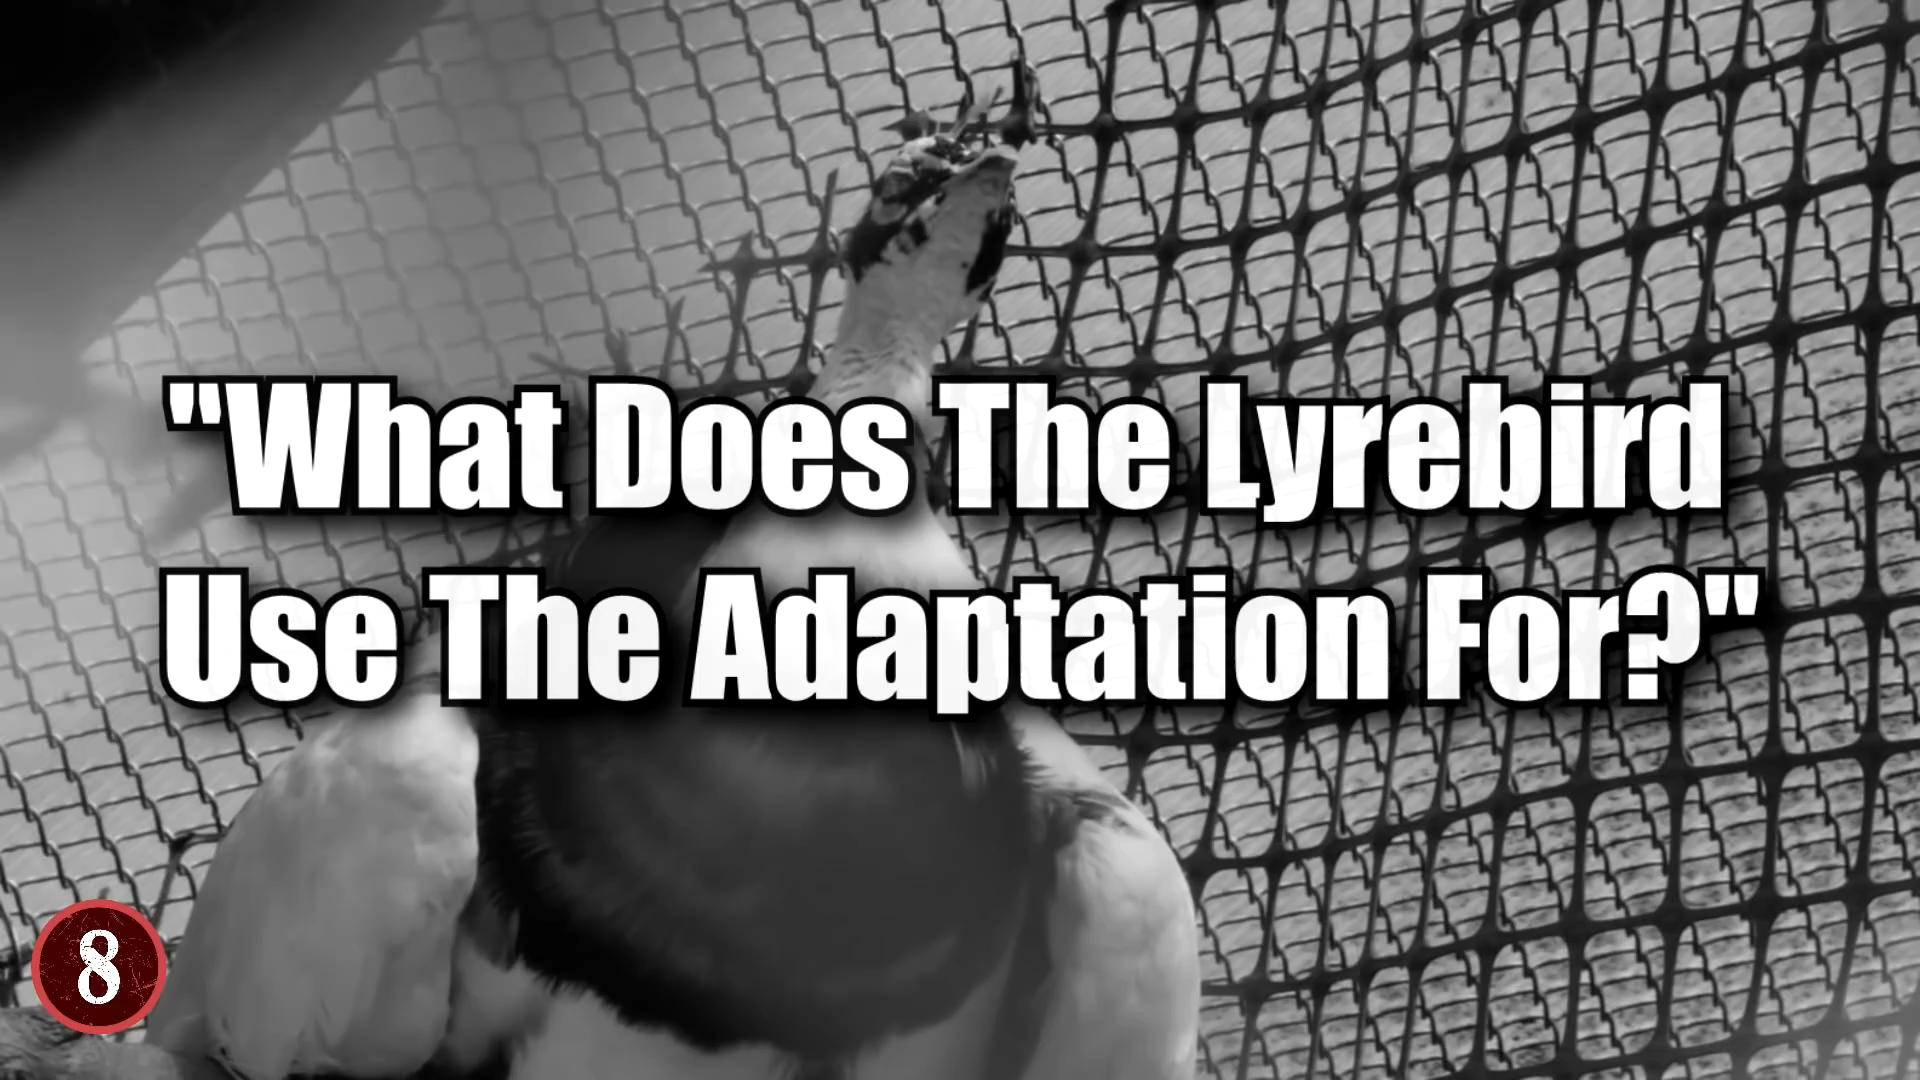 "What Does The Lyrebird
Use The Adaptation For?"
8